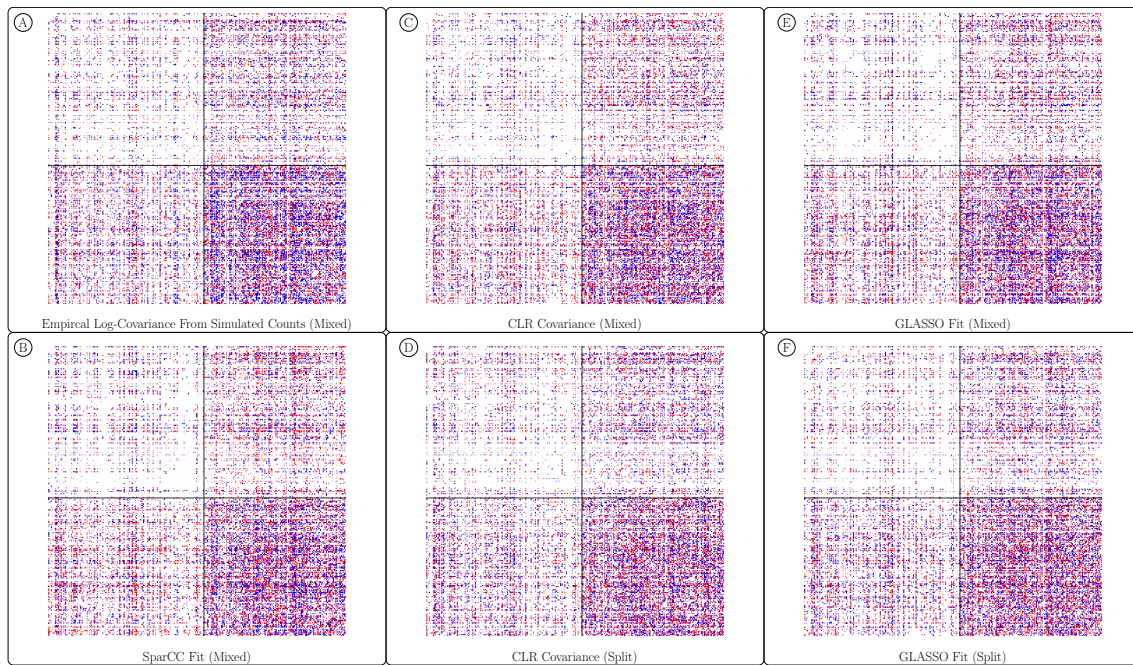 A
C
E
Empircal Log-Covariance From Simulated Counts (Mixed)
CLR Covariance (Mixed)
GLASSO Fit (Mixed)
B
D
F
SparCC Fit (Mixed)
CLR Covariance (Split)
GLASSO Fit (Split)